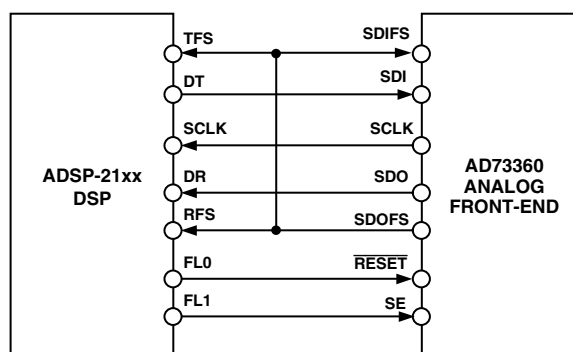 TFS SDIFS
DT SDI
SCLK SCLK
ADSP-21xx
DSP
DR SDO
AD73360
ANALOG
FRONT-END
RFS SDOFS
FL0 RESET
FL1 SE